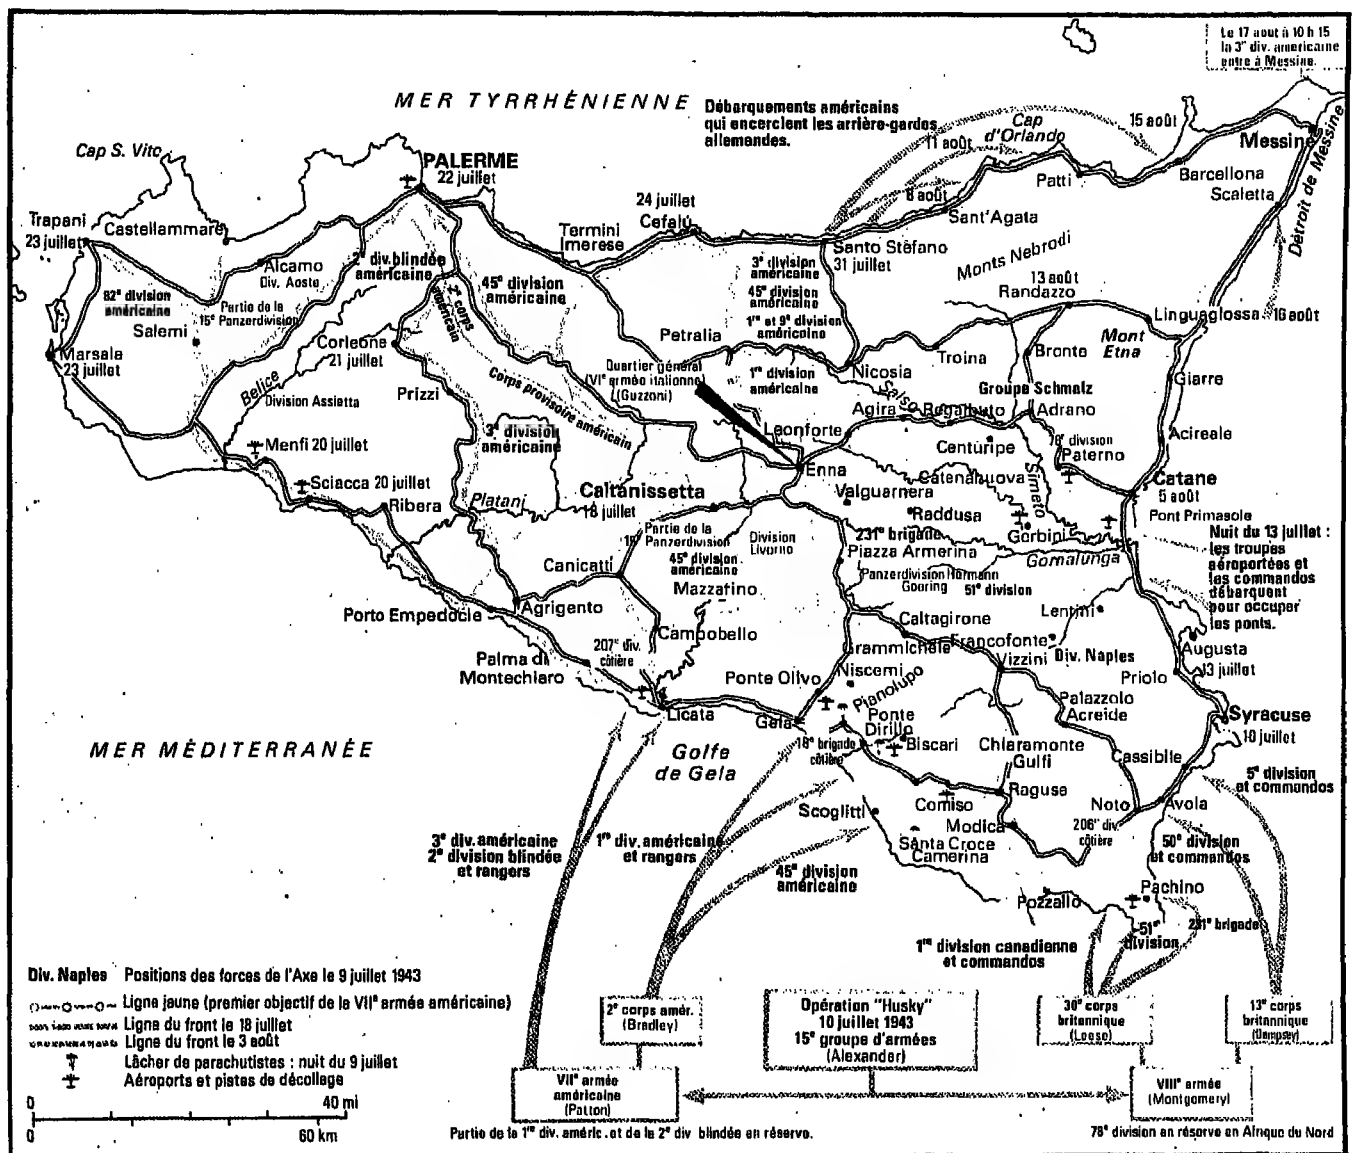 Le 17 aout à 10 h 15
la 3e div. américaine
entre à Messine.
MER TYRRHÉNIENNE
Débarquements américains
qui encerclent les arrière-gardes
allemandes.
Cap
d'Orlando
11 août
15 août
8 août
Messine
Détroit de Messine
Cap S. Vito
PALERME
22 juillet
Patti
Barcellona
Scaletta
24 juillet
Cefalù
Sant'Agata
Trapani
23 juillet
Castellammare
Termini
Imerese
Santo Stefano
31 juillet
Monts Nebrodi
Alcamo
Div. Aoste
2e div. blindée
américaine
45e division
américaine
3e division
américaine
45e division
américaine
1re et 9e division
américaine
13 août
Randazzo
Linguaglossa
16 août
82e division
américaine
Partie de la
15e Panzerdivision
2e corps
américain
Salemi
Marsala
23 juillet
Corleone
21 juillet
Petralia
Nicosia
Troina
Bronte
Mont
Etna
Giarre
Quartier général
(VIe armée italienne)
(Guzzoni)
1re division
américaine
Groupe Schmalz
Belice
Division Assietta
Prizzi
Corps provisoire américain
Salso
Agira
Regalbuto
Adrano
Acireale
3e division
américaine
Leonforte
Centuripe
78e division
Paterno
Menfi 20 juillet
Enna
Catenanuova
Simeto
Catane
5 août
Sciacca 20 juillet
Ribera
Platani
Caltanissetta
18 juillet
Valguarnera
Raddusa
Gerbini
Pont Primasole
Partie de la
15e Panzerdivision
Division
Livorno
231e brigade
Piazza Armerina
Gornalunga
Nuit du 13 juillet :
les troupes
aéroportées et
les commandos
débarquent
pour occuper
les ponts.
45e division
américaine
Canicatti
Mazzarino
Panzerdivision Hermann
Goering
51e division
Porto Empedocle
Agrigento
Campobello
Caltagirone
Lentini
207e div.
côtière
Grammichele
Francofonte
Vizzini
Div. Naples
Augusta
13 juillet
Palma di
Montechiaro
Ponte Olivo
Niscemi
Priolo
Pianolupo
Palazzolo
Acreide
Licata
Gela
Ponte
Dirillo
Biscari
18e brigade
côtière
Syracuse
10 juillet
MER MÉDITERRANÉE
Golfe
de Gela
Chiaramonte
Gulfi
Cassibile
5e division
et commandos
Scoglitti
Comiso
Ragusa
Noto
Avola
Modica
206e div.
côtière
Santa Croce
Camerina
3e div. américaine
2e division blindée
et rangers
1re div. américaine
et rangers
45e division
américaine
50e division
et commandos
Pozzallo
Pachino
231e brigade
51e
division
1re division canadienne
et commandos
Div. Naples Positions des forces de l'Axe le 9 juillet 1943
Ligne jaune (premier objectif de la VIIe armée américaine)
Ligne du front le 18 juillet
Ligne du front le 3 août
Lâcher de parachutistes : nuit du 9 juillet
Aéroports et pistes de décollage
0 40 mi
0 60 km
2e corps amér.
(Bradley)
Opération "Husky"
10 juillet 1943
15e groupe d'armées
(Alexander)
30e corps
britannique
(Leese)
13e corps
britannique
(Dempsey)
VIIe armée
américaine
(Patton)
VIIIe armée
(Montgomery)
Partie de la 1re div. améric. et de la 2e div blindée en réserve.
78e division en réserve en Afrique du Nord